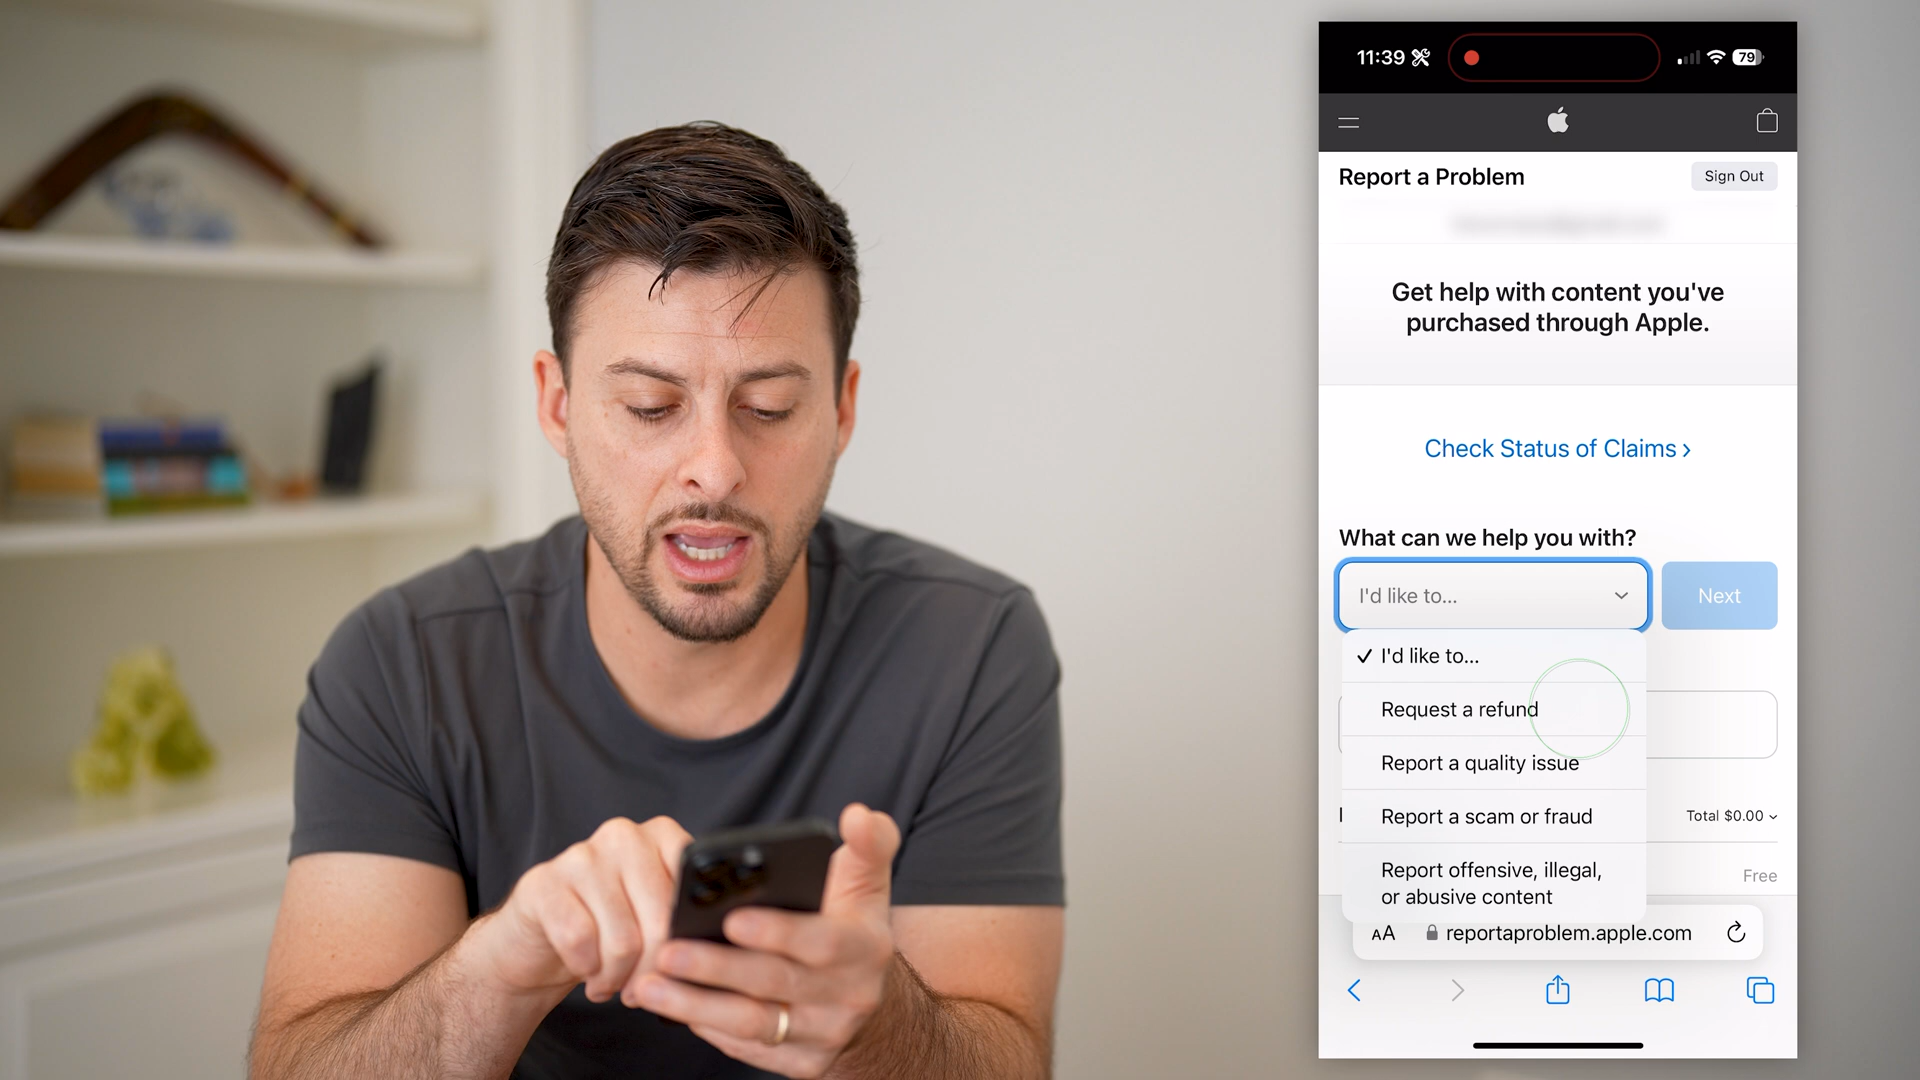 11:39
79
Report a Problem
Sign Out
Get help with content you've
purchased through Apple.
Check Status of Claims ›
What can we help you with?
I'd like to...
Next
✓ I'd like to...
Request a refund
Report a quality issue
Report a scam or fraud
Total $0.00
Report offensive, illegal,
or abusive content
Free
AA
reportaproblem.apple.com